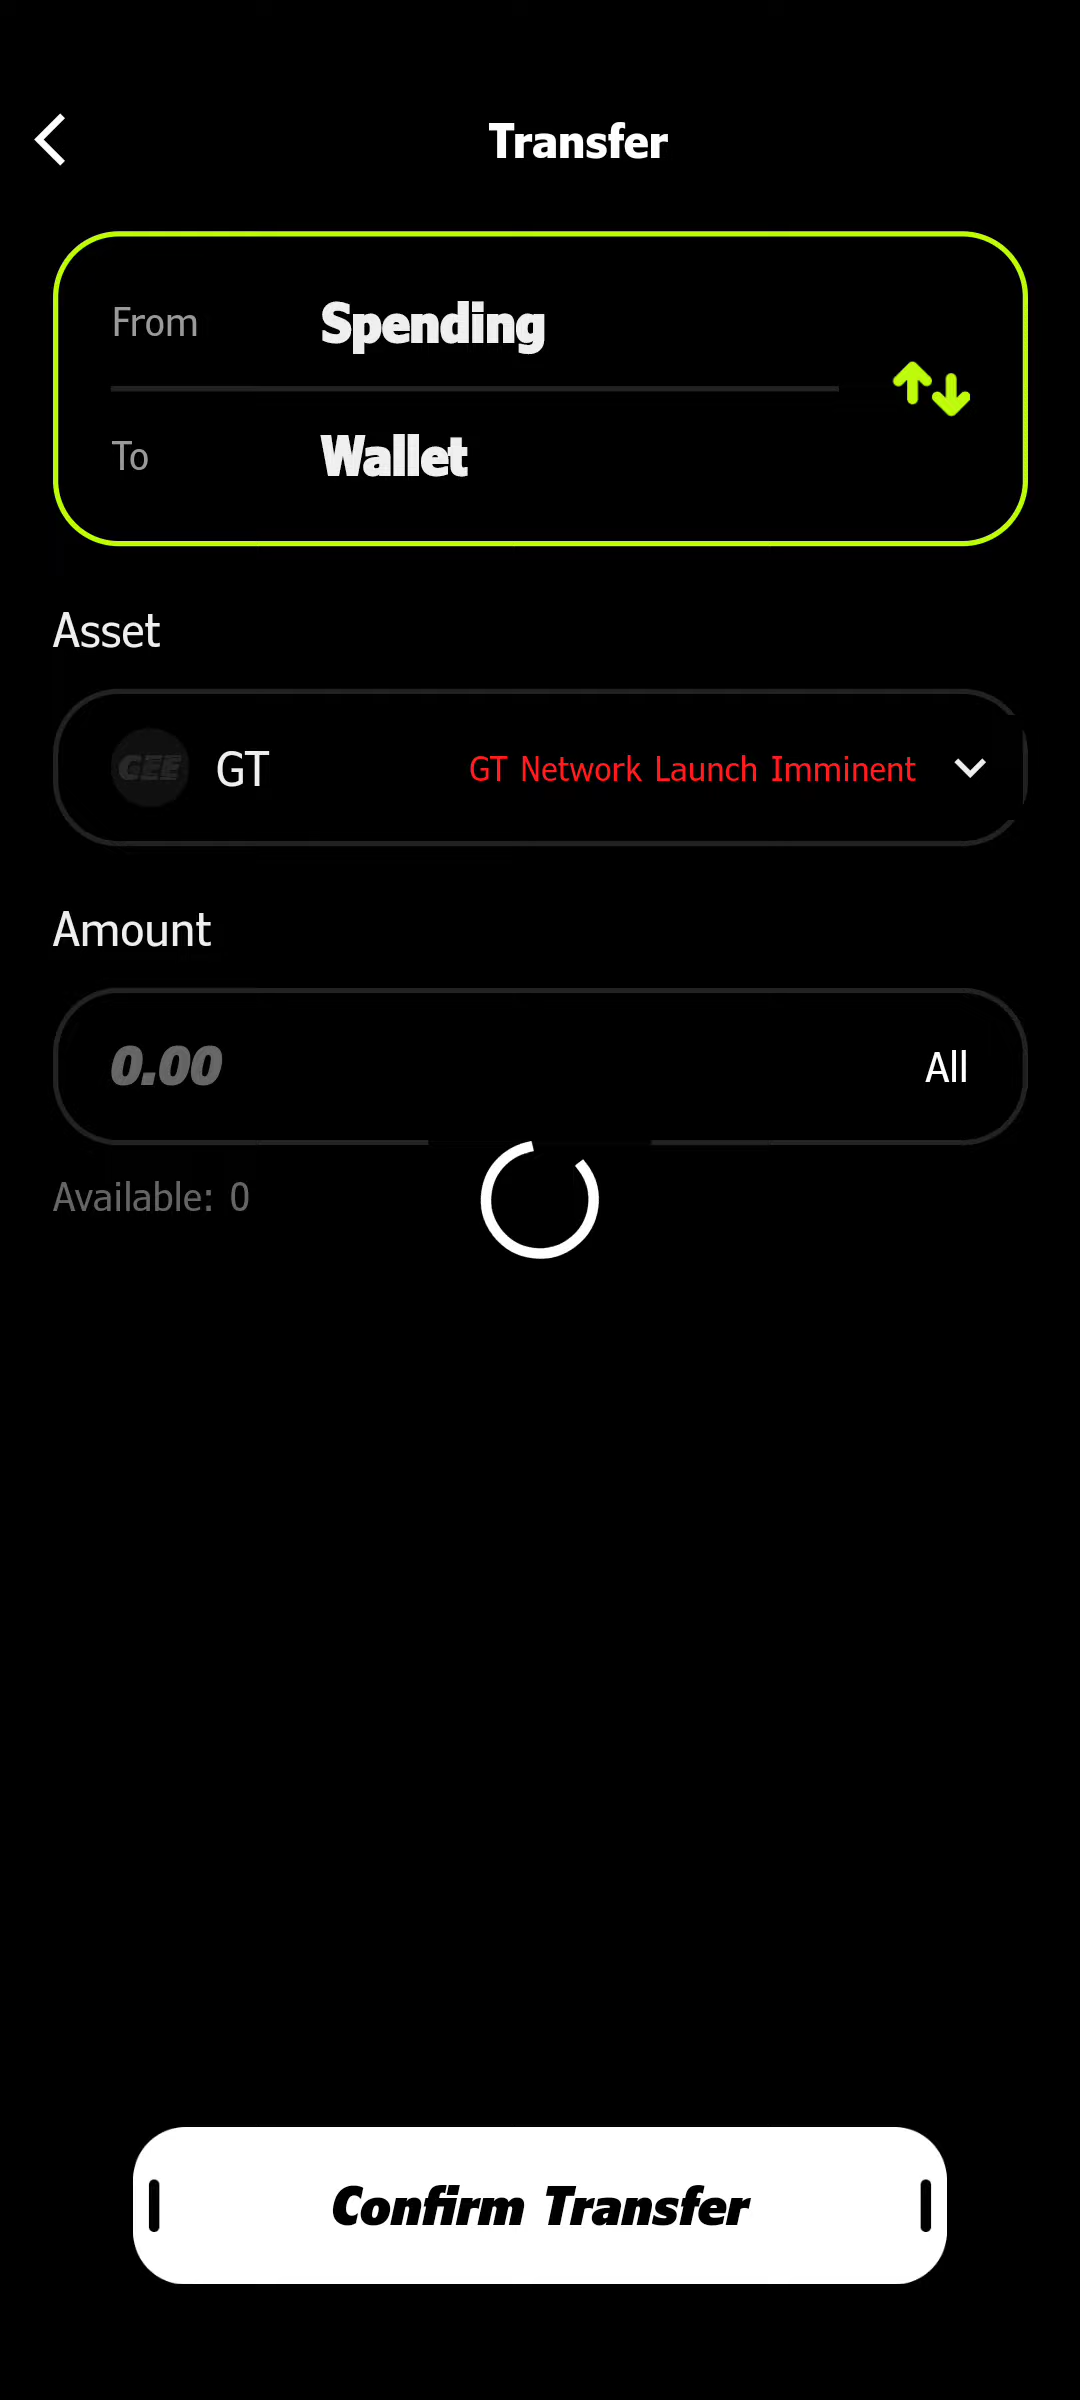 Transfer
From Spending
To Wallet
Asset
GEE GT GT Network Launch Imminent
Amount
0.00 All
Available: 0
Confirm Transfer